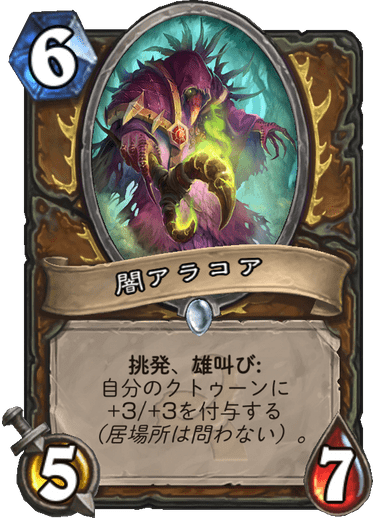 6
闇アラコア
挑発、雄叫び:
自分のクトゥーンに
+3/+3を付与する
(居場所は問わない)。
5
7